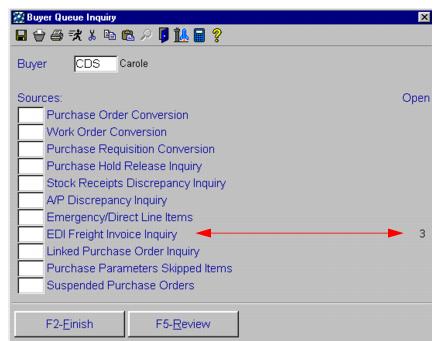 Buyer Queue Inquiry
Buyer CDS Carole
Sources: Open
Purchase Order Conversion
Work Order Conversion
Purchase Requisition Conversion
Purchase Hold Release Inquiry
Stock Receipts Discrepancy Inquiry
A/P Discrepancy Inquiry
Emergency/Direct Line Items
EDI Freight Invoice Inquiry 3
Linked Purchase Order Inquiry
Purchase Parameters Skipped Items
Suspended Purchase Orders
F2-Finish F5-Review